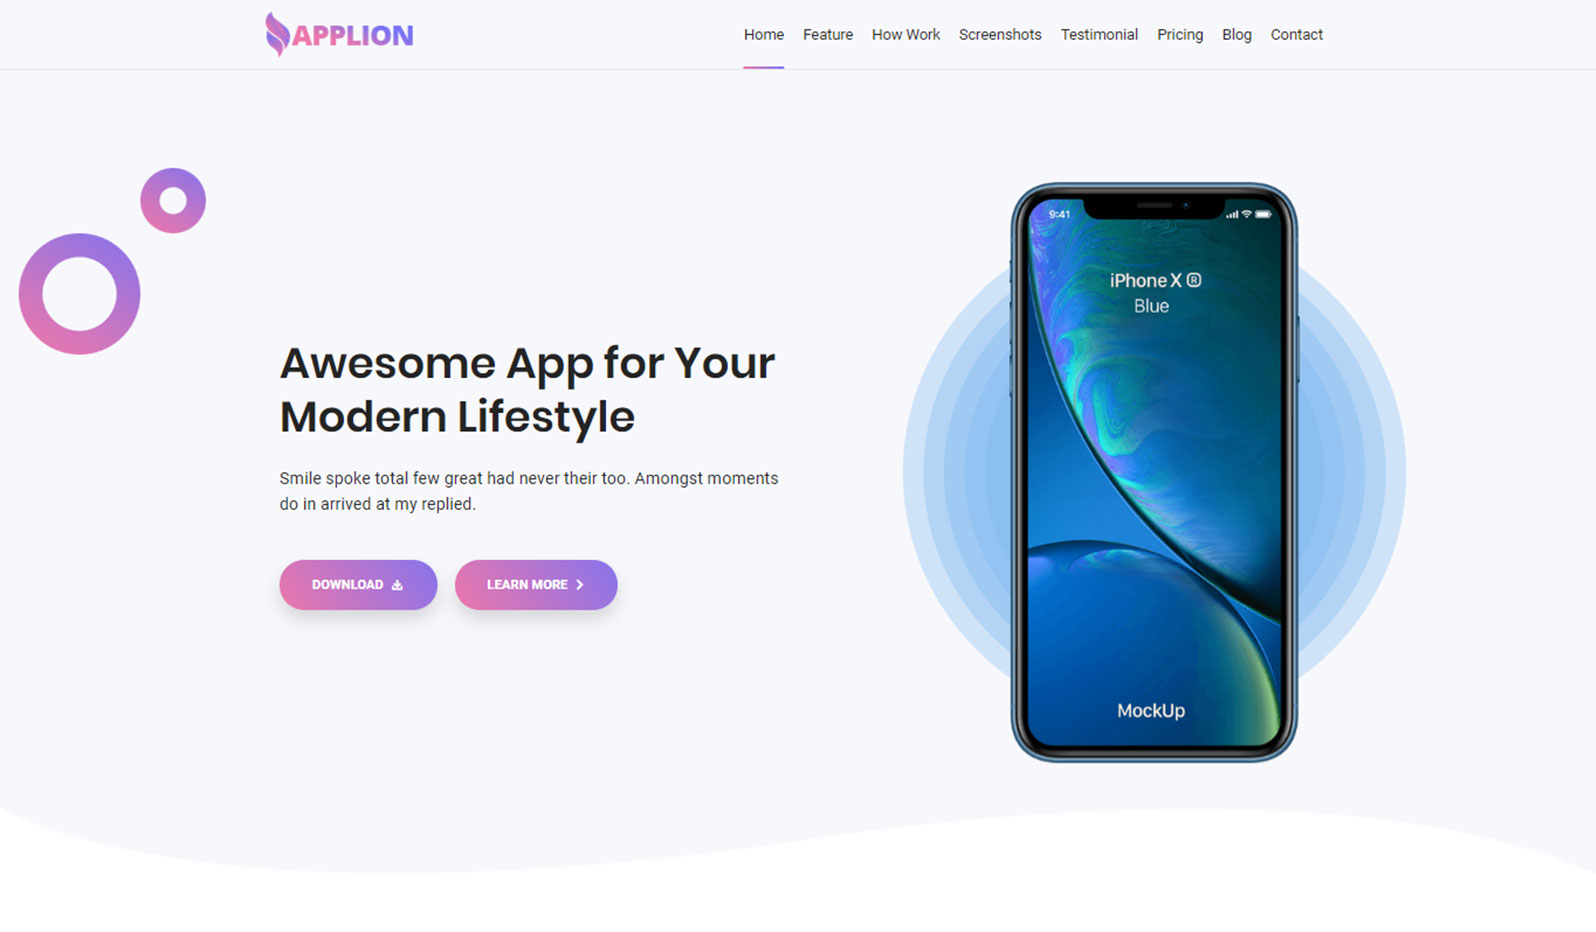 APPLION
Home Feature How Work Screenshots Testimonial Pricing Blog Contact
9:41
iPhone X R
Blue
Awesome App for Your
Modern Lifestyle
Smile spoke total few great had never their too. Amongst moments
do in arrived at my replied.
DOWNLOAD
LEARN MORE
MockUp